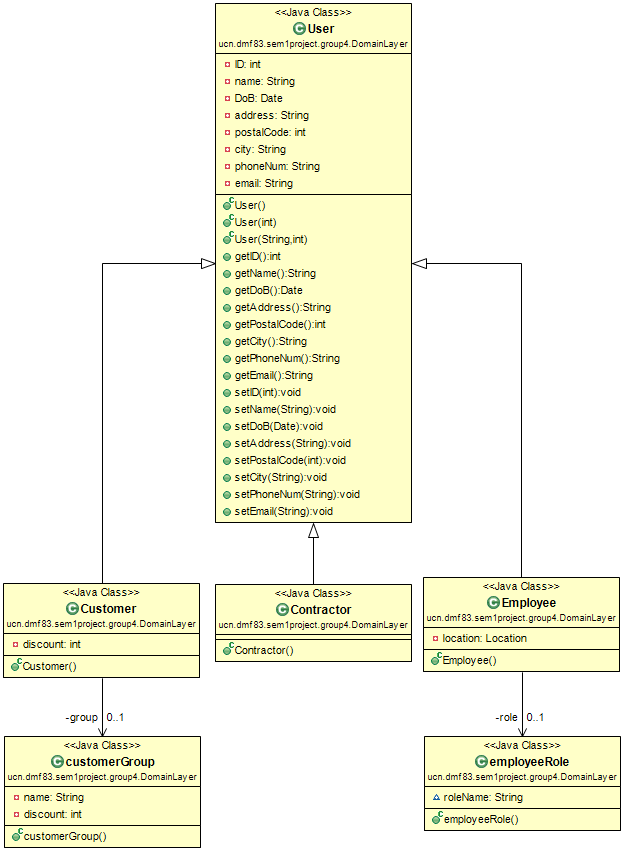 <<Java Class>>
User
ucn.dmf83.sem1project.group4.DomainLayer
ID: int
name: String
DoB: Date
address: String
postalCode: int
city: String
phoneNum: String
email: String
User()
User(int)
User(String,int)
getID():int
getName():String
getDoB():Date
getAddress():String
getPostalCode():int
getCity():String
getPhoneNum():String
getEmail():String
setID(int):void
setName(String):void
setDoB(Date):void
setAddress(String):void
setPostalCode(int):void
setCity(String):void
setPhoneNum(String):void
setEmail(String):void
<<Java Class>>
Customer
ucn.dmf83.sem1project.group4.DomainLayer
discount: int
Customer()
<<Java Class>>
Contractor
ucn.dmf83.sem1project.group4.DomainLayer
Contractor()
<<Java Class>>
Employee
ucn.dmf83.sem1project.group4.DomainLayer
location: Location
Employee()
-group 0..1
-role 0..1
<<Java Class>>
customerGroup
ucn.dmf83.sem1project.group4.DomainLayer
name: String
discount: int
customerGroup()
<<Java Class>>
employeeRole
ucn.dmf83.sem1project.group4.DomainLayer
roleName: String
employeeRole()